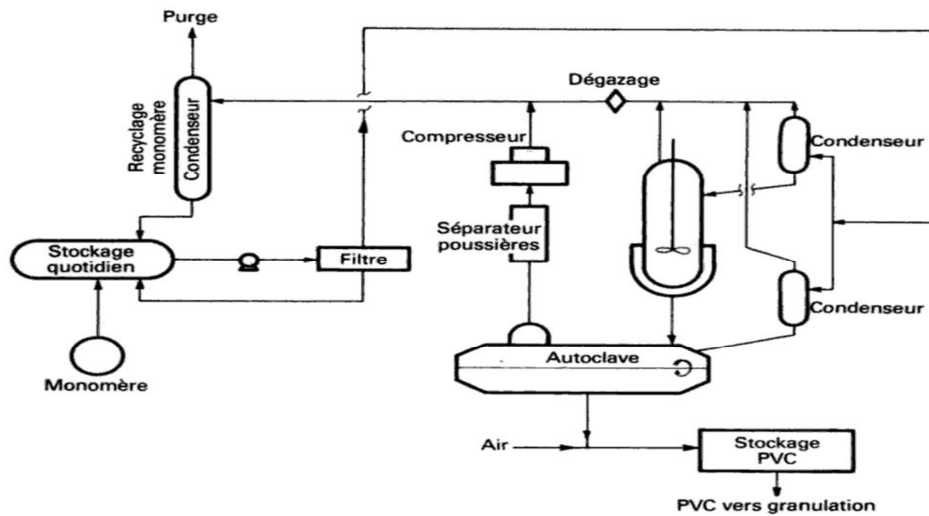 Purge
Dégazage
Recyclage
monomère
Condenseur
Compresseur
Condenseur
Séparateur
poussières
Stockage
quotidien
Filtre
Condenseur
Autoclave
Monomère
Air
Stockage
PVC
PVC vers granulation